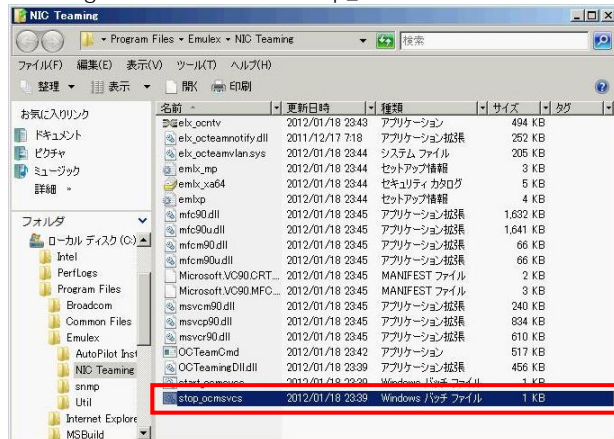 NIC Teaming
Program Files ▾ Emulex ▾ NIC Teaming
検索
ファイル(F) 編集(E) 表示(V) ツール(T) ヘルプ(H)
整理 表示 開く 印刷
お気に入りリンク
ドキュメント
ピクチャ
ミュージック
詳細 »
フォルダ
ローカル ディスク (C:)
Intel
PerfLogs
Program Files
Broadcom
Common Files
Emulex
AutoPilot Inst
NIC Teaming
snmp
Util
Internet Explore
MSBuild
名前 更新日時 種類 サイズ タグ
elx_ocntv 2012/01/18 23:43 アプリケーション 494 KB
elx_octeamnotify.dll 2011/12/17 7:18 アプリケーション拡張 252 KB
elx_octeamvlan.sys 2012/01/18 23:44 システム ファイル 205 KB
emlx_mp 2012/01/18 23:44 セットアップ情報 3 KB
emlx_xa64 2012/01/18 23:44 セキュリティ カタログ 5 KB
emlxp 2012/01/18 23:44 セットアップ情報 4 KB
mfc90.dll 2012/01/18 23:45 アプリケーション拡張 1,632 KB
mfc90u.dll 2012/01/18 23:45 アプリケーション拡張 1,641 KB
mfcm90.dll 2012/01/18 23:45 アプリケーション拡張 66 KB
mfcm90u.dll 2012/01/18 23:45 アプリケーション拡張 66 KB
Microsoft.VC90.CRT... 2012/01/18 23:45 MANIFEST ファイル 2 KB
Microsoft.VC90.MFC... 2012/01/18 23:45 MANIFEST ファイル 3 KB
msvcm90.dll 2012/01/18 23:45 アプリケーション拡張 240 KB
msvcp90.dll 2012/01/18 23:45 アプリケーション拡張 834 KB
msvcr90.dll 2012/01/18 23:45 アプリケーション拡張 610 KB
OCTeamCmd 2012/01/18 23:42 アプリケーション 517 KB
OCTeamingDll.dll 2012/01/18 23:39 アプリケーション拡張 456 KB
start_ocmsvcs 2012/01/18 23:39 Windows バッチ ファイル 1 KB
stop_ocmsvcs 2012/01/18 23:39 Windows バッチ ファイル 1 KB